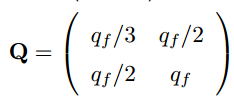 Q = ( q_f/3 q_f/2
q_f/2 q_f )